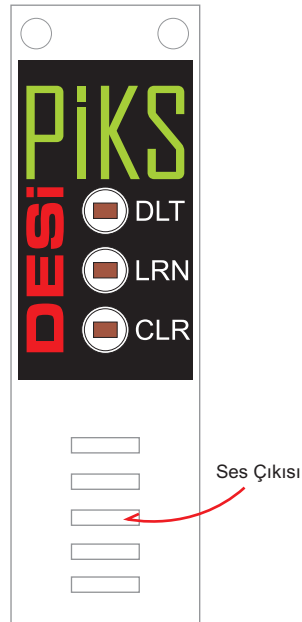 PiKS
DESi
DLT
LRN
CLR
Ses Çıkısı